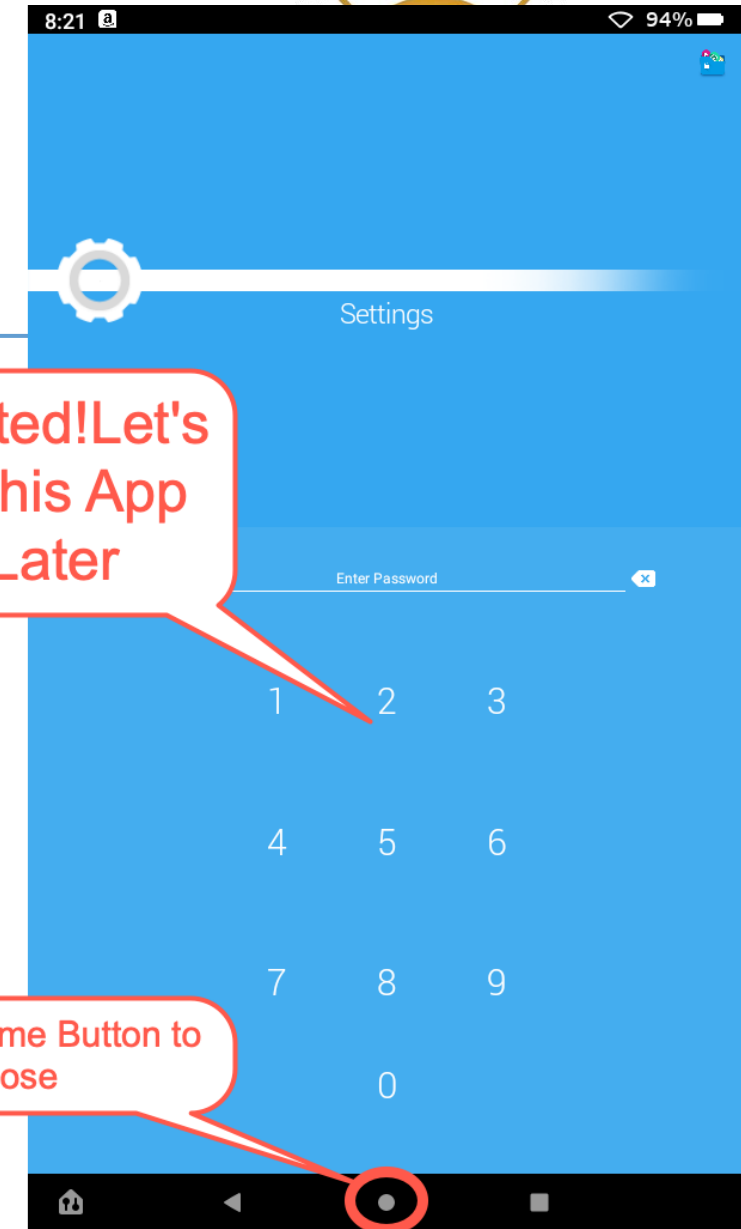 8:21 a
94%
Settings
ted!Let's
his App
Later
Enter Password
1 2 3
4 5 6
7 8 9
me Button to
ose
0